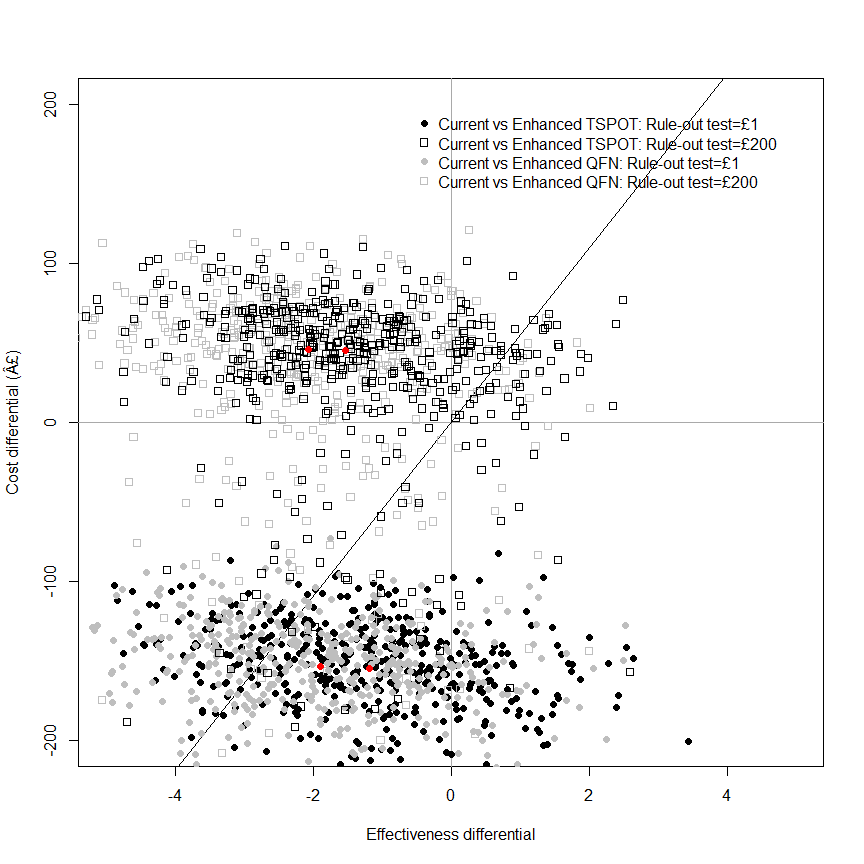 Current vs Enhanced TSPOT: Rule-out test=£1
Current vs Enhanced TSPOT: Rule-out test=£200
Current vs Enhanced QFN: Rule-out test=£1
Current vs Enhanced QFN: Rule-out test=£200
200
100
0
-100
-200
Cost differential (Â£)
-4
-2
0
2
4
Effectiveness differential